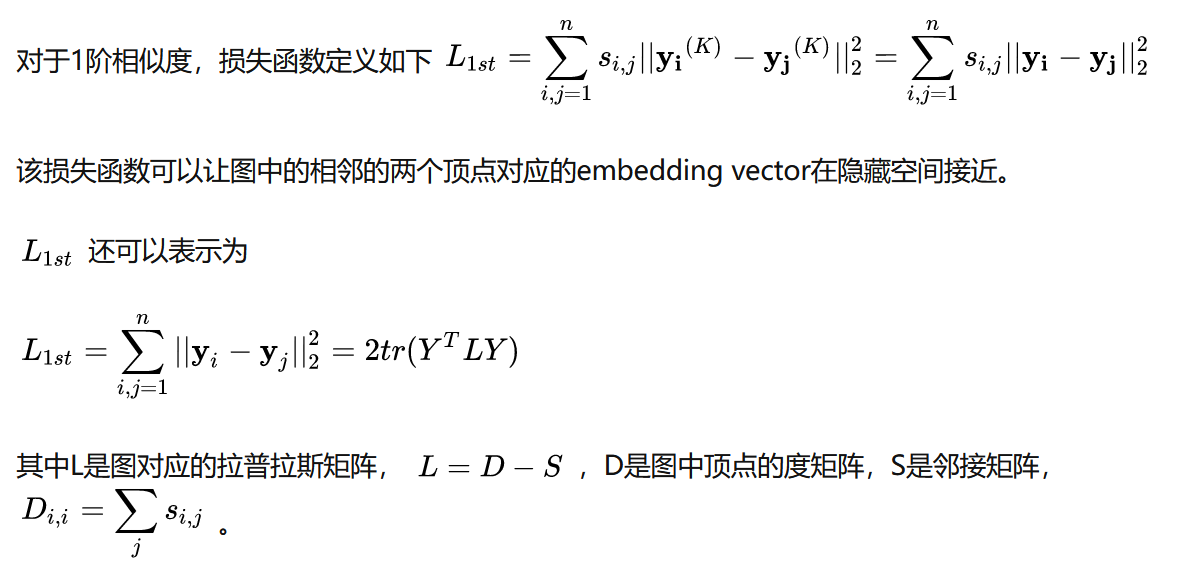 对于1阶相似度，损失函数定义如下 $L_{1st} = \sum_{i,j=1}^{n} s_{i,j} ||\mathbf{y_i}^{(K)} - \mathbf{y_j}^{(K)}||_2^2 = \sum_{i,j=1}^{n} s_{i,j} ||\mathbf{y_i} - \mathbf{y_j}||_2^2$
该损失函数可以让图中的相邻的两个顶点对应的embedding vector在隐藏空间接近。
$L_{1st}$ 还可以表示为
$L_{1st} = \sum_{i,j=1}^{n} ||\mathbf{y}_i - \mathbf{y}_j||_2^2 = 2tr(Y^T LY)$
其中L是图对应的拉普拉斯矩阵， $L = D - S$ ，D是图中顶点的度矩阵，S是邻接矩阵，
$D_{i,i} = \sum_{j} s_{i,j}$ 。